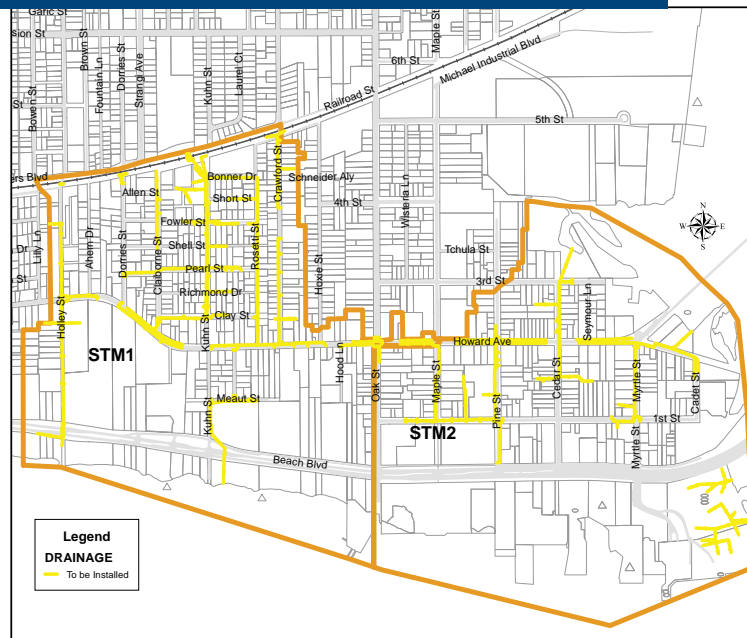 Garic St
sion St
Brown St
Dorries St
Strang Ave
Fountain Ln
Bowen St
St
Kuhn St
Laurel Ct
Maple St
6th St
Michael Industrial Blvd
Railroad St
5th St
ers Blvd
Allen St
Bonner Dr
Short St
Crawford St
Schneider Aly
4th St
Wisteria Ln
Fowler St
Shell St
Pearl St
Richmond Dr
Clay St
Rosetti St
Hoxie St
Tchula St
3rd St
Seymour Ln
Lilly Ln
Dr
St
Ahern Dr
Dorries St
Claiborne St
Holley St
Kuhn St
STM1
Hood Ln
Oak St
Howard Ave
Maple St
Pine St
Cedar St
Myrtle St
Cadet St
Meaut St
Kuhn St
STM2
1st St
Myrtle St
Beach Blvd
N
W E
S
Legend
DRAINAGE
To be Installed